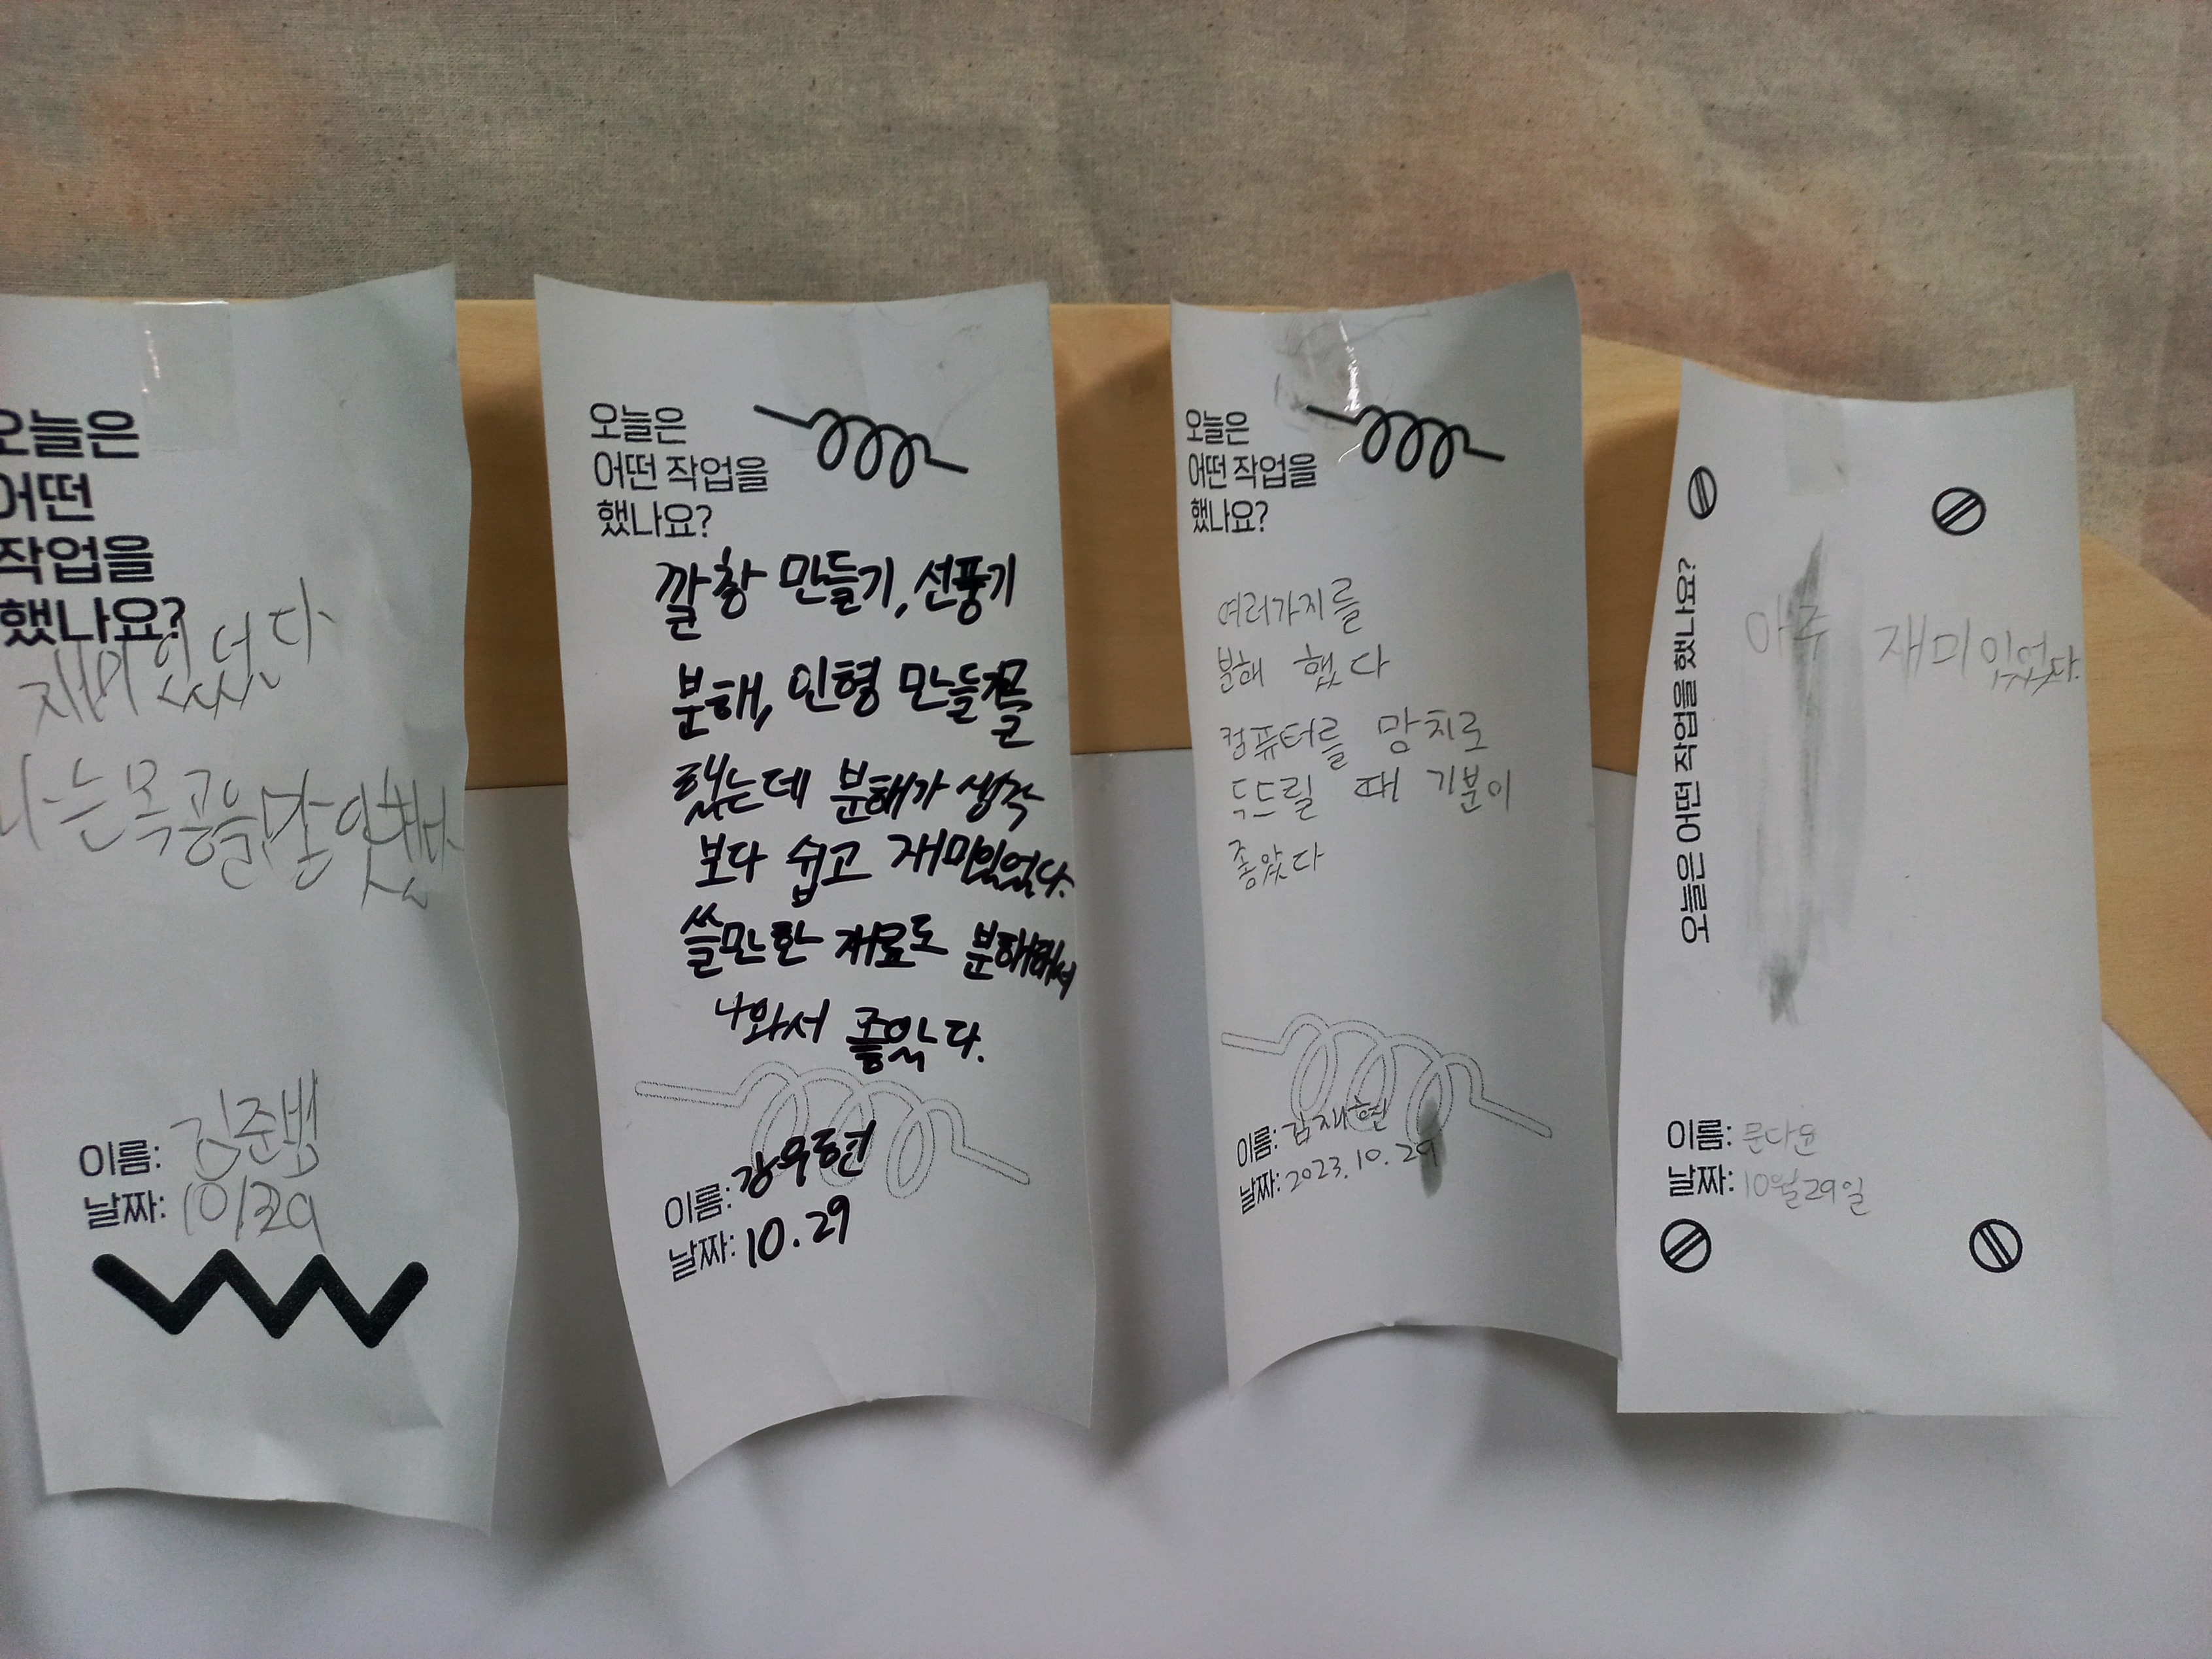 오늘은
어떤
작업을
했나요?
재미있었다
나는목공을
이름: 김준범
날짜: 10/29
오늘은
어떤 작업을
했나요?
깔창 만들기, 선풍기
분해, 인형 만들기를
했는데 분해가 생각
보다 쉽고 재미있었다.
쓸만한 재료도 분해해서
나와서 좋았다.
이름: 강우현
날짜: 10.29
오늘은
어떤 작업을
했나요?
여러가지를
분해 했다
컴퓨터를 망치로
두드릴 때 기분이
좋았다
이름: 김재현
날짜: 2023.10.29
오늘은 어떤 작업을 했나요?
아주 재미있었다.
이름: 문다은
날짜: 10월29일